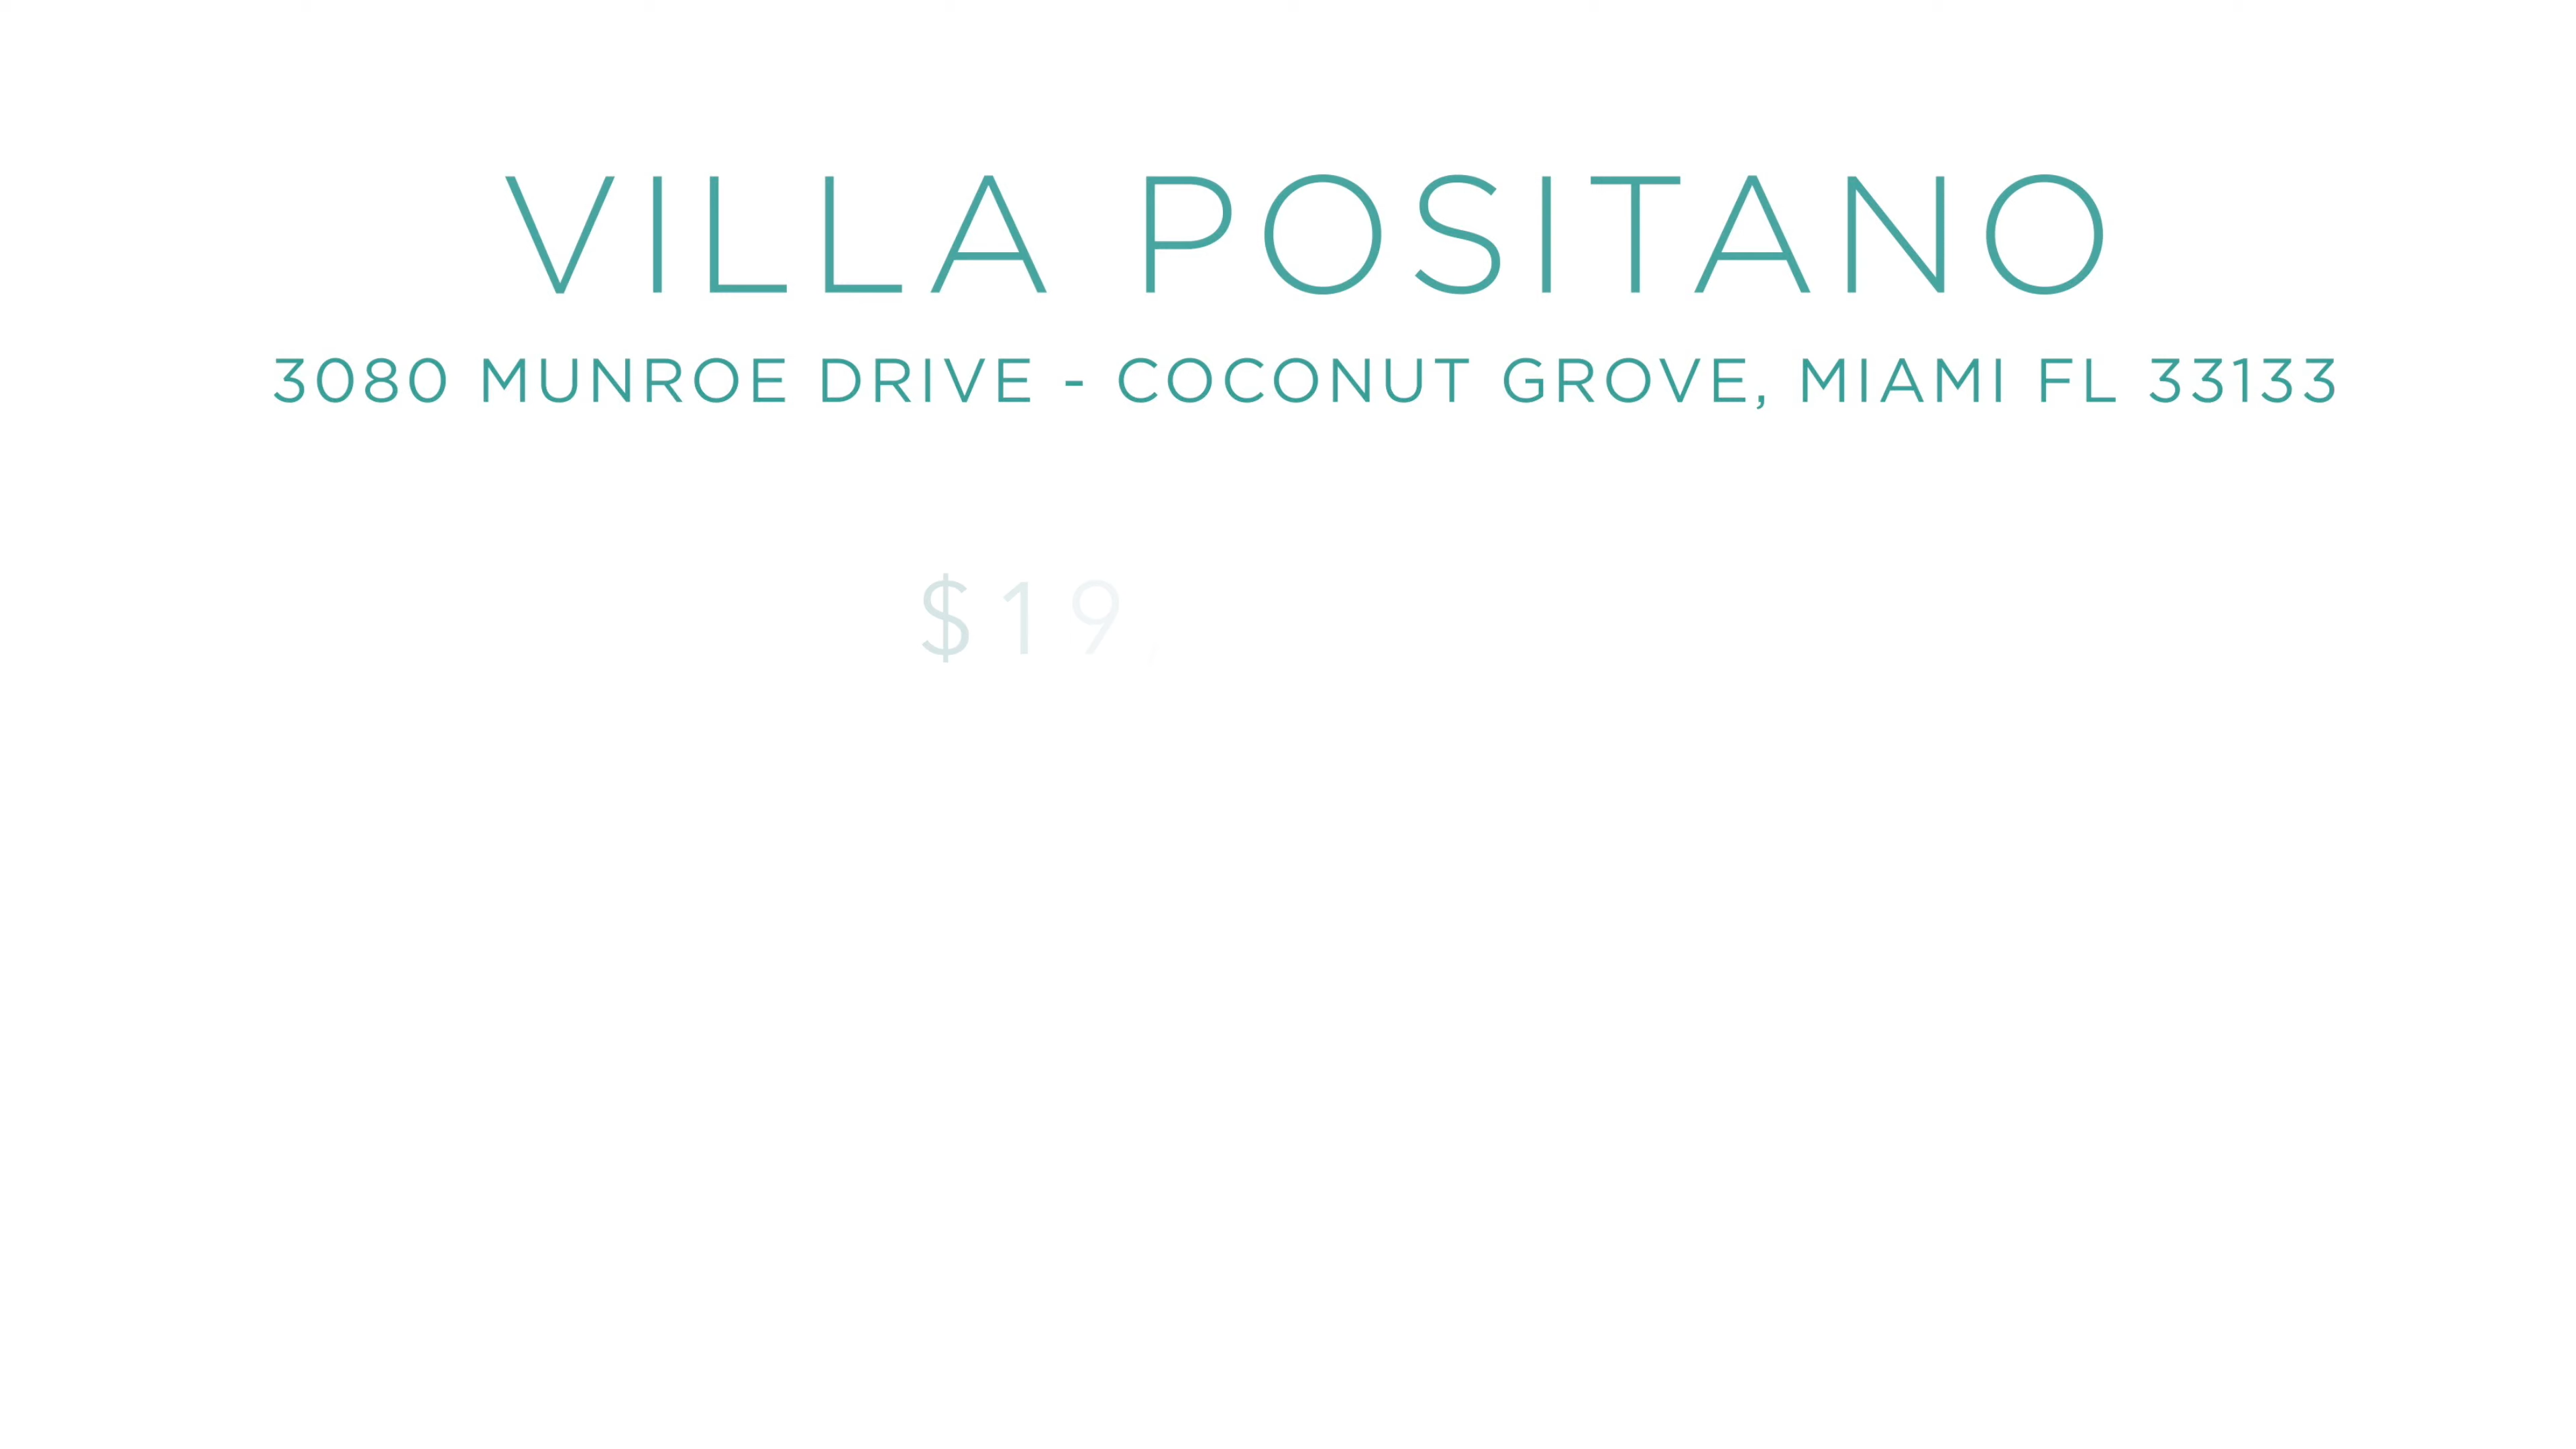 VILLA POSITANO
3080 MUNROE DRIVE - COCONUT GROVE, MIAMI FL 33133
$19,